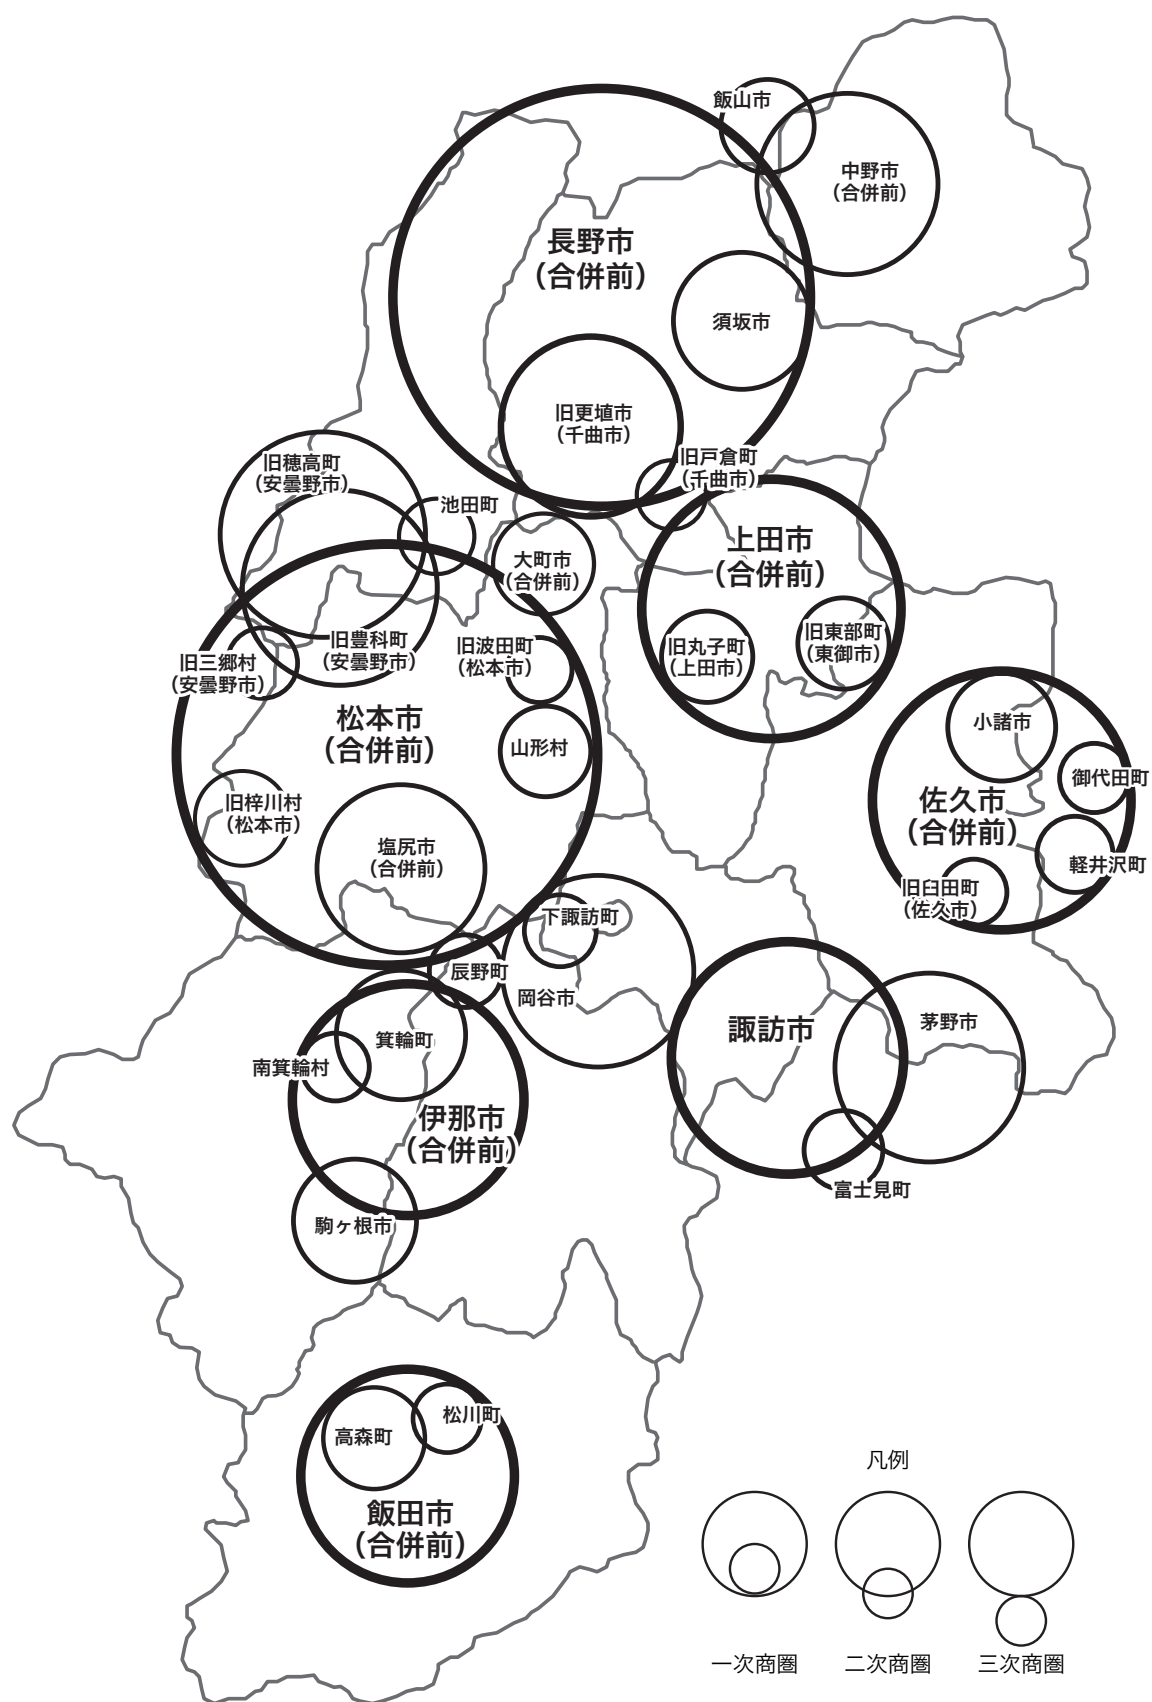 飯山市
中野市
（合併前）
長野市
（合併前）
須坂市
旧更埴市
（千曲市）
旧戸倉町
（千曲市）
旧穂高町
（安曇野市）
池田町
大町市
（合併前）
上田市
（合併前）
旧豊科町
（安曇野市）
旧三郷村
（安曇野市）
旧波田町
（松本市）
旧丸子町
（上田市）
旧東部町
（東御市）
松本市
（合併前）
山形村
小諸市
御代田町
佐久市
（合併前）
旧梓川村
（松本市）
塩尻市
（合併前）
軽井沢町
旧臼田町
（佐久市）
下諏訪町
辰野町
岡谷市
諏訪市
茅野市
箕輪町
南箕輪村
伊那市
（合併前）
富士見町
駒ヶ根市
松川町
高森町
飯田市
（合併前）
凡例
一次商圏
二次商圏
三次商圏